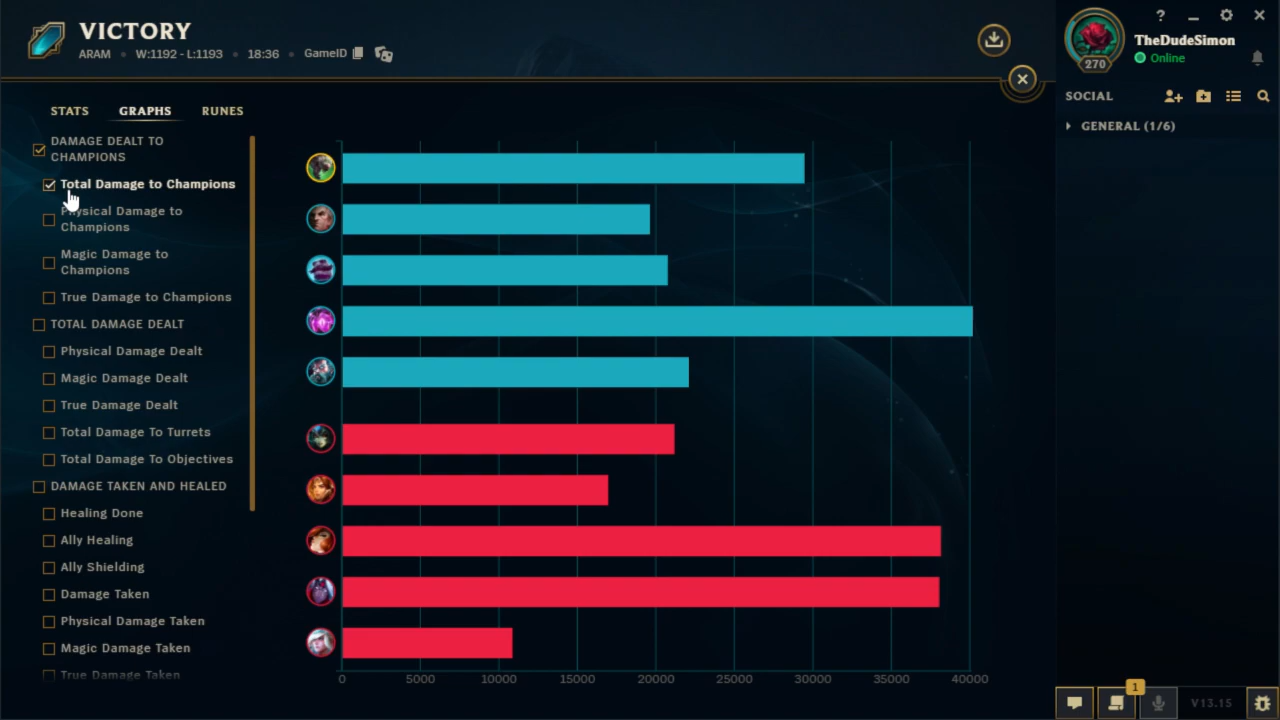 VICTORY
ARAM • W:1192 - L:1193 • 18:36 • GameID
?
TheDudeSimon
270
Online
SOCIAL
GENERAL (1/6)
STATS GRAPHS RUNES
DAMAGE DEALT TO
CHAMPIONS
Total Damage to Champions
Physical Damage to
Champions
Magic Damage to
Champions
True Damage to Champions
TOTAL DAMAGE DEALT
Physical Damage Dealt
Magic Damage Dealt
True Damage Dealt
Total Damage To Turrets
Total Damage To Objectives
DAMAGE TAKEN AND HEALED
Healing Done
Ally Healing
Ally Shielding
Damage Taken
Physical Damage Taken
Magic Damage Taken
True Damage Taken
0 5000 10000 15000 20000 25000 30000 35000 40000
1
V13.15